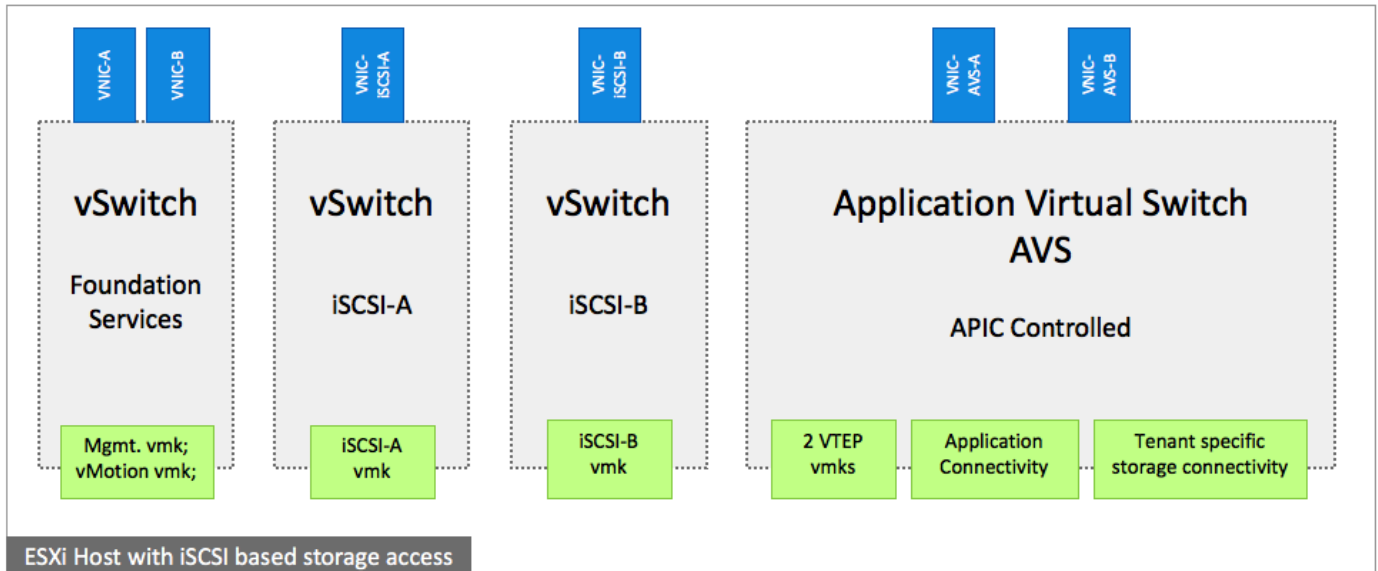 VNIC-A
VNIC-B
VNIC-
iSCSI-A
VNIC-
iSCSI-B
VNIC-
AVS-A
VNIC-
AVS-B
vSwitch
Foundation
Services
Mgmt. vmk;
vMotion vmk;
vSwitch
iSCSI-A
iSCSI-A
vmk
vSwitch
iSCSI-B
iSCSI-B
vmk
Application Virtual Switch
AVS
APIC Controlled
2 VTEP
vmks
Application
Connectivity
Tenant specific
storage connectivity
ESXi Host with iSCSI based storage access